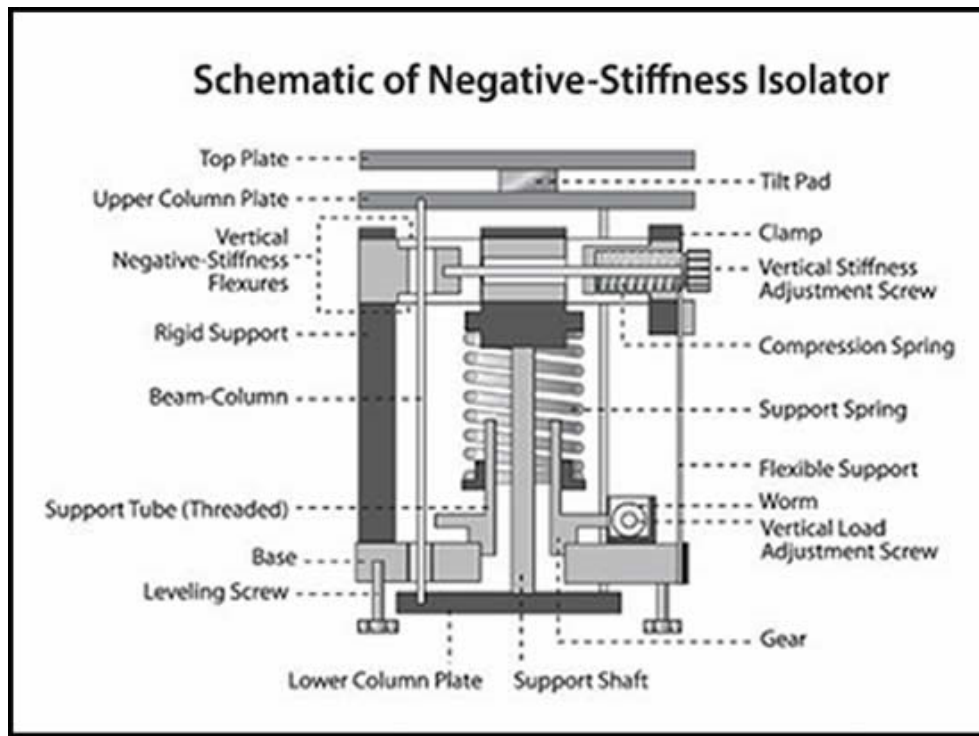 Schematic of Negative-Stiffness Isolator
Top Plate
Upper Column Plate
Vertical
Negative-Stiffness
Flexures
Rigid Support
Beam-Column
Support Tube (Threaded)
Base
Leveling Screw
Lower Column Plate
Support Shaft
Tilt Pad
Clamp
Vertical Stiffness
Adjustment Screw
Compression Spring
Support Spring
Flexible Support
Worm
Vertical Load
Adjustment Screw
Gear